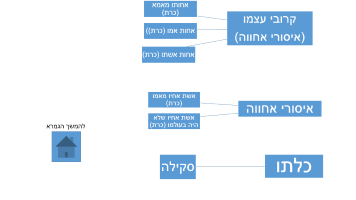 קרובי עצמו
(איסורי אחווה)
אחותו מאמא
(כרת)
אחות אמו (כרת))
אחות אשתו (כרת)
איסורי אחווה
אשת אחיו מאמו
(כרת)
אשת אחיו שלא
היה בעולמו (כרת)
כלתו
סקילה
להמשך הגמרא